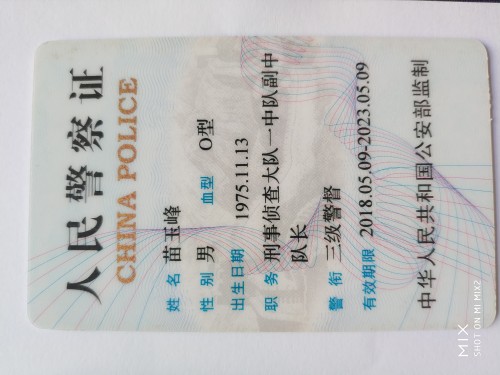 人民警察证
CHINA POLICE
姓 名 苗玉峰
性 别 男 血型 O型
出生日期 1975.11.13
职 务 刑事侦查大队一中队副中
队长
警 衔 三级警督
有效期限 2018.05.09-2023.05.09
中华人民共和国公安部监制
MIX
SHOT ON MI MIX2